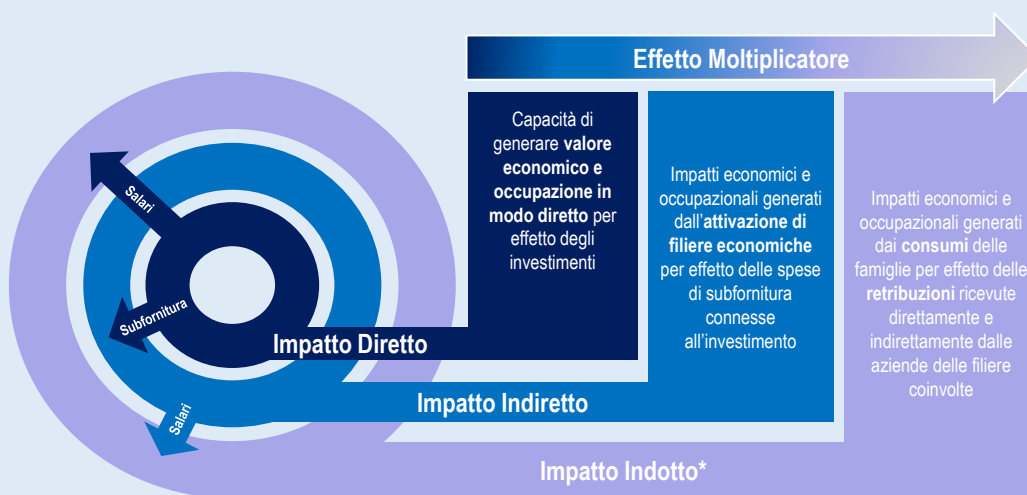 Effetto Moltiplicatore
Capacità di
generare valore
economico e
occupazione in
modo diretto per
effetto degli
investimenti
Impatti economici e
occupazionali generati
dall'attivazione di
filiere economiche
per effetto delle spese
di subfornitura
connesse
all'investimento
Impatti economici e
occupazionali generati
dai consumi delle
famiglie per effetto delle
retribuzioni ricevute
direttamente e
indirettamente dalle
aziende delle filiere
coinvolte
Salari
Subfornitura
Salari
Impatto Diretto
Impatto Indiretto
Impatto Indotto*